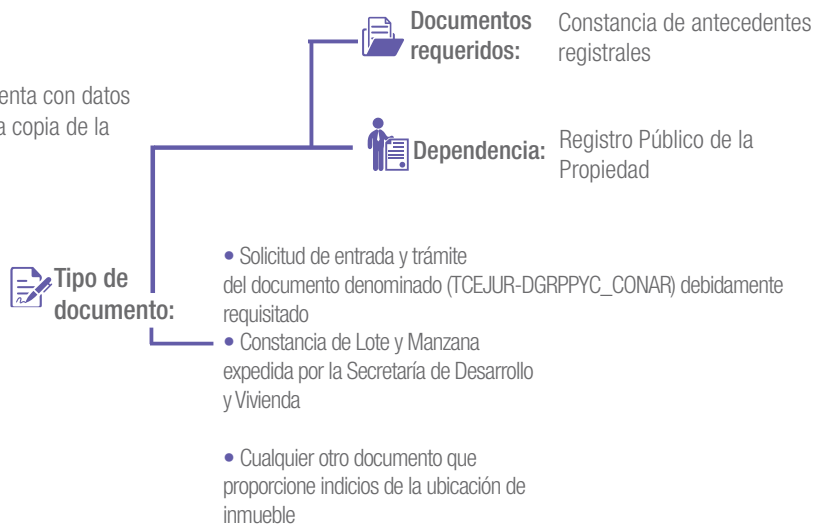 Documentos
requeridos:
Constancia de antecedentes
registrales
enta con datos
a copia de la
Dependencia:
Registro Público de la
Propiedad
Tipo de
documento:
• Solicitud de entrada y trámite
del documento denominado (TCEJUR-DGRPPYC_CONAR) debidamente
requisitado
• Constancia de Lote y Manzana
expedida por la Secretaría de Desarrollo
y Vivienda
• Cualquier otro documento que
proporcione indicios de la ubicación de
inmueble